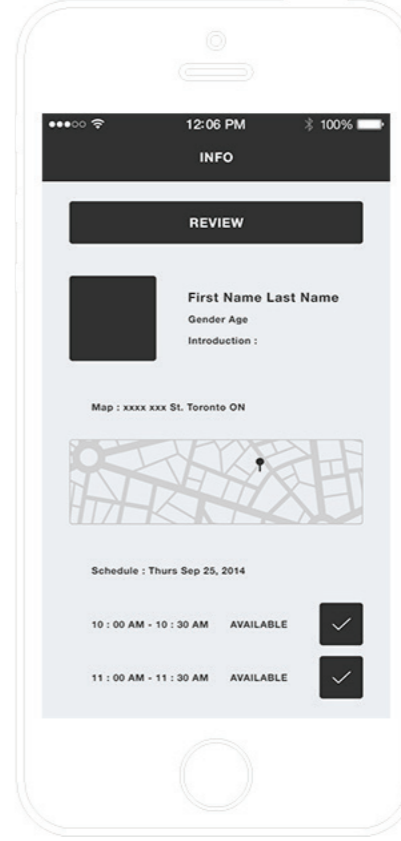 12:06 PM 100%
INFO
REVIEW
First Name Last Name
Gender Age
Introduction :
Map : xxxx xxx St. Toronto ON
Schedule : Thurs Sep 25, 2014
10 : 00 AM - 10 : 30 AM AVAILABLE
11 : 00 AM - 11 : 30 AM AVAILABLE